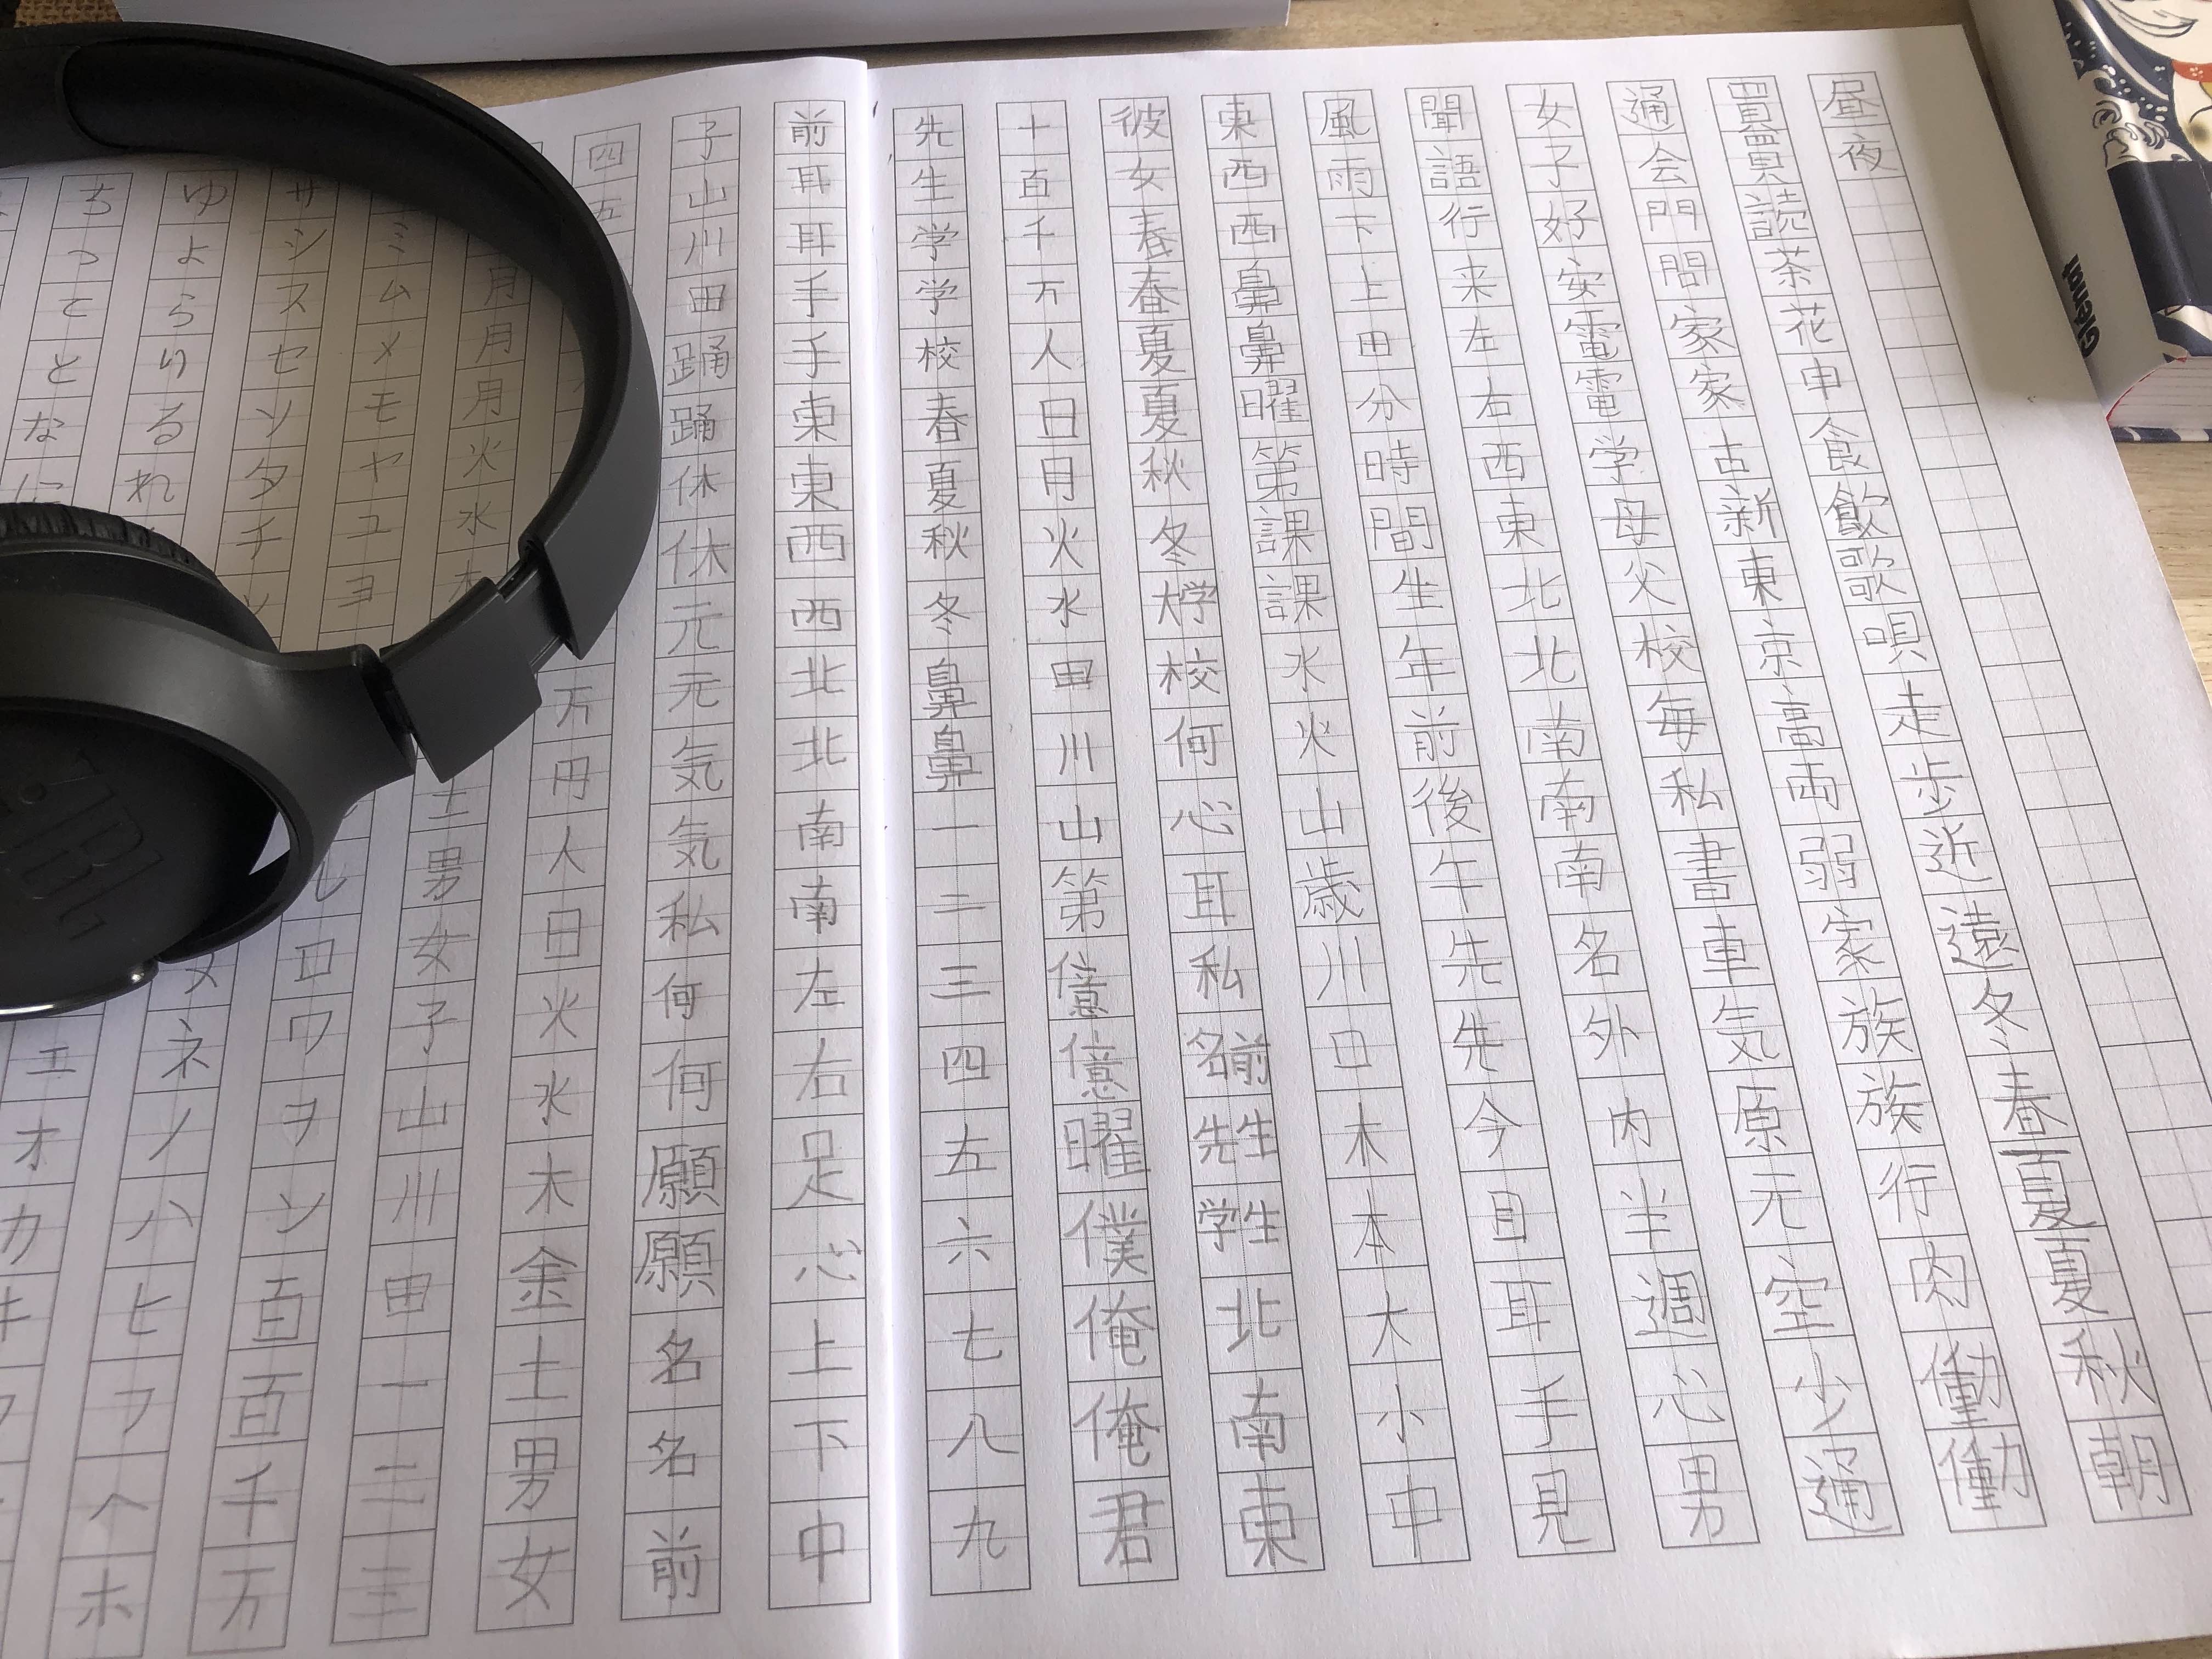 ちつてとなに
ゆよらりるれ
エオカキ
サシスセソタチ
ヌネノハヒフヘホ
ミムメモヤユヨ
ロワヲン百百千万
月月月火水
土男女子山川田一二三
四五
万円人日火水木金土男女
子山川田踊踊休休元元気気私何何願願名名前
前耳耳手手東東西西北北南南左右足心上下中
先生学学校春夏秋冬鼻鼻一二三四五六七八九
十百千万人日月火水田川山第億億曜僕俺俺君
彼女春春夏夏秋冬大学校何心耳私名前先生学生北南東
東西西鼻鼻曜第課課水火山歳川口木本大小中
風雨下上田分時間生年前後午先先今目耳手見
聞語行来左右西東北北南南南名外内半週心男
女子好安電電学母父校毎私書車気原元空少通
通会門間家家古新東京高両弱家族族行肉働働
買買読茶花申食飲歌唄走歩近遠冬春夏夏秋朝
昼夜
Glénat
JBL